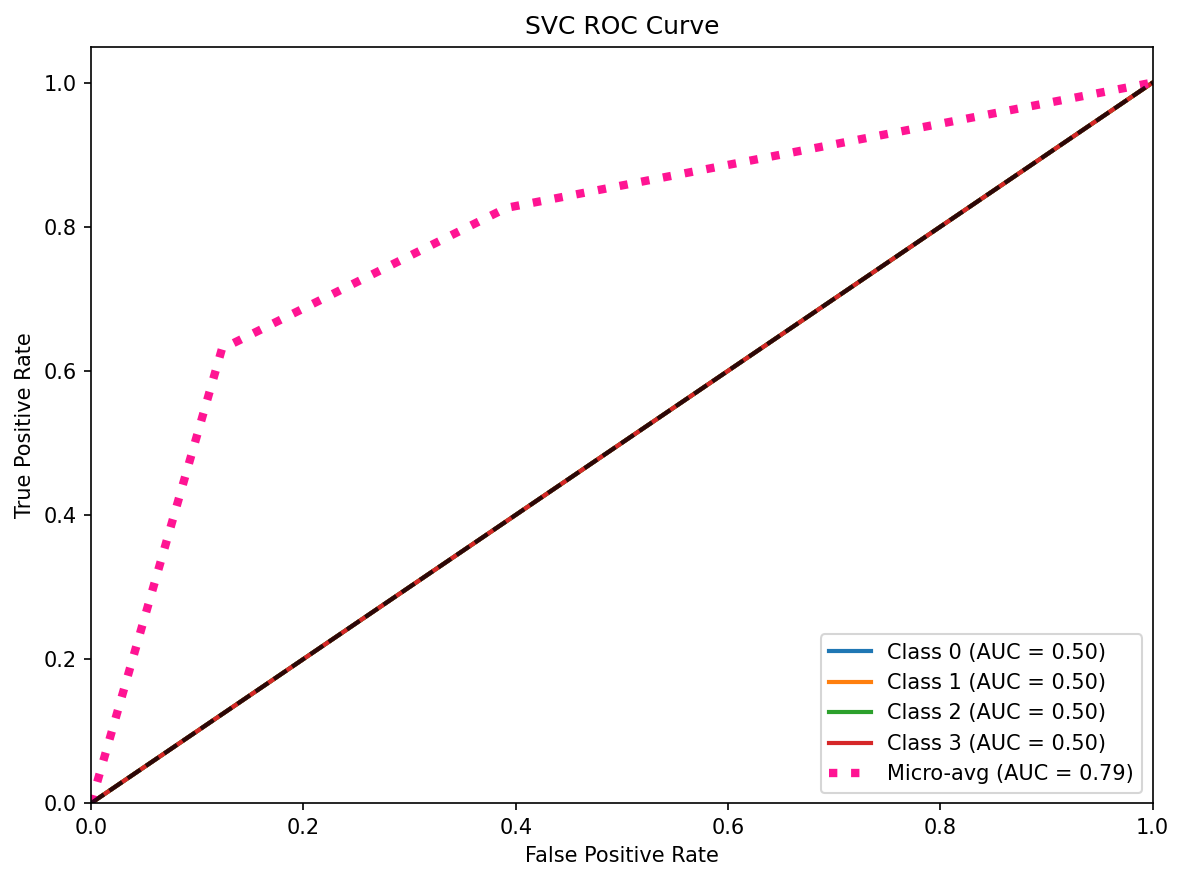 SVC ROC Curve
True Positive Rate
1.0
0.8
0.6
0.4
0.2
0.0
0.0 0.2 0.4 0.6 0.8 1.0
False Positive Rate
Class 0 (AUC = 0.50)
Class 1 (AUC = 0.50)
Class 2 (AUC = 0.50)
Class 3 (AUC = 0.50)
Micro-avg (AUC = 0.79)